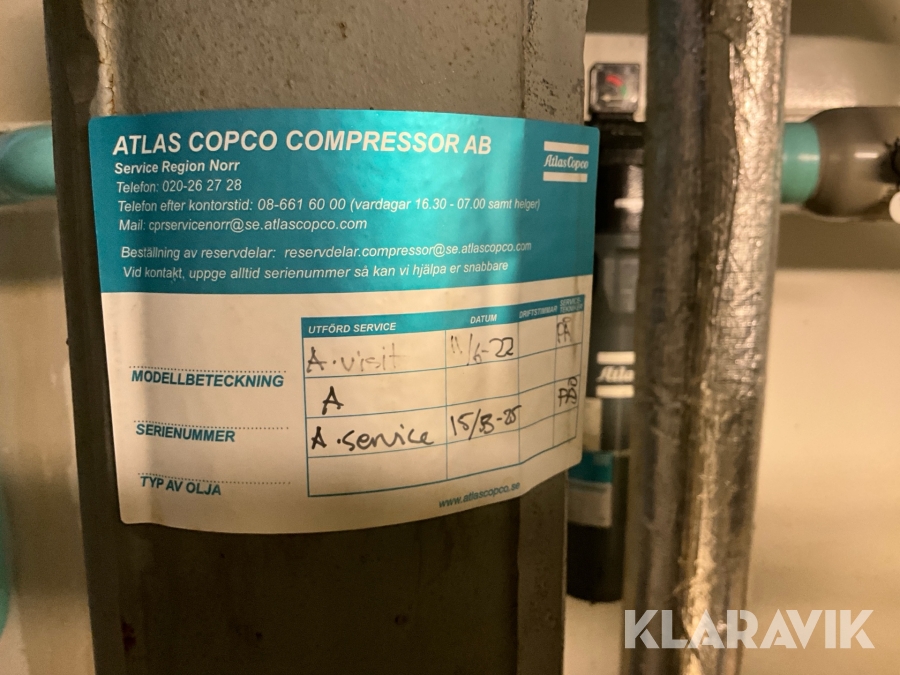 ATLAS COPCO COMPRESSOR AB
Service Region Norr
Telefon: 020-26 27 28
Telefon efter kontorstid: 08-661 60 00 (vardagar 16.30 - 07.00 samt helger)
Mail: cprservicenorr@se.atlascopco.com
Beställning av reservdelar: reservdelar.compressor@se.atlascopco.com
Vid kontakt, uppge alltid serienummer så kan vi hjälpa er snabbare
Atlas Copco
UTFÖRD SERVICE DATUM DRIFTSTIMMAR
A.visit
A
A.service
MODELLBETECKNING
SERIENUMMER
TYP AV OLJA
www.atlascopco.se
Atlas
KLARAVIK